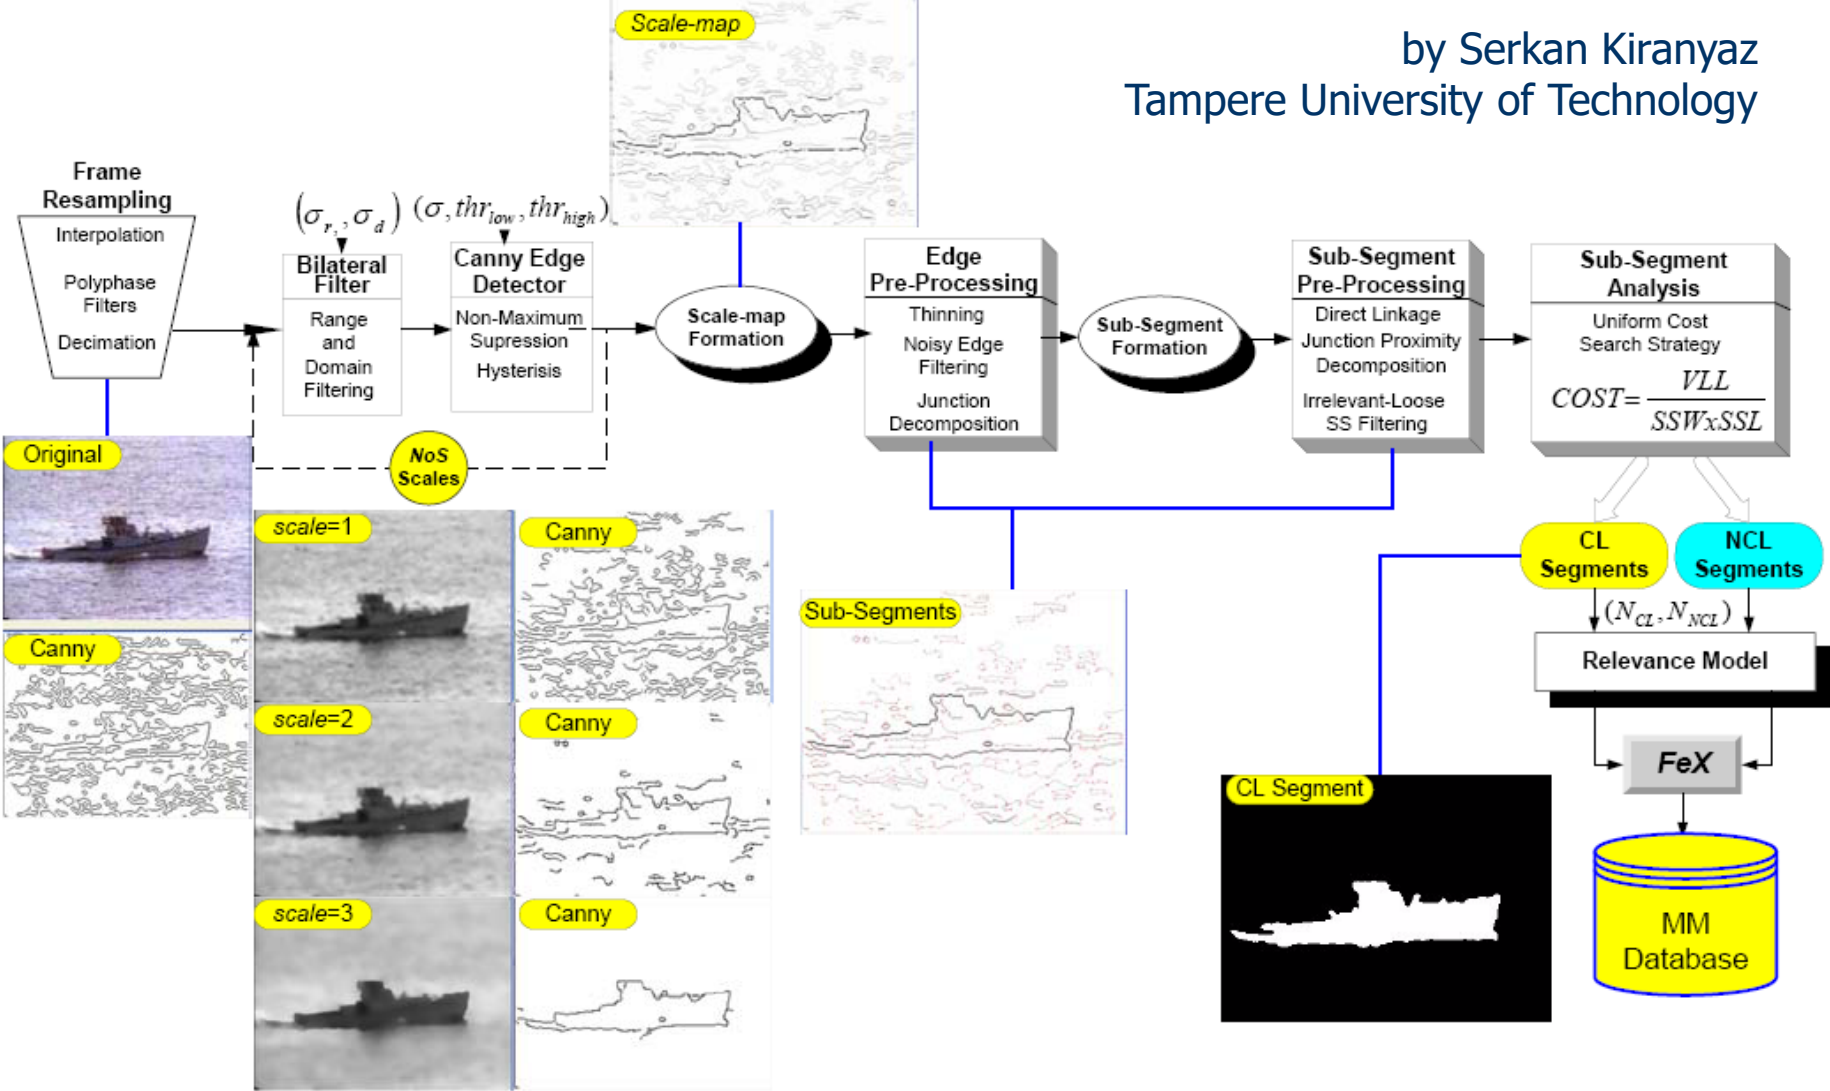 by Serkan Kiranyaz
Tampere University of Technology
Scale-map
Frame
Resampling
Interpolation
Polyphase
Filters
Decimation
(σr, , σd)
(σ, thrlow, thrhigh)
Bilateral
Filter
Range
and
Domain
Filtering
Canny Edge
Detector
Non-Maximum
Supression
Hysterisis
NoS
Scales
Scale-map
Formation
Edge
Pre-Processing
Thinning
Noisy Edge
Filtering
Junction
Decomposition
Sub-Segment
Formation
Sub-Segment
Pre-Processing
Direct Linkage
Junction Proximity
Decomposition
Irrelevant-Loose
SS Filtering
Sub-Segment
Analysis
Uniform Cost
Search Strategy
COST= VLL
SSWxSSL
Original
Canny
scale=1
Canny
scale=2
Canny
scale=3
Canny
Sub-Segments
CL
Segments
NCL
Segments
(NCL, NNCL)
Relevance Model
FeX
CL Segment
MM
Database